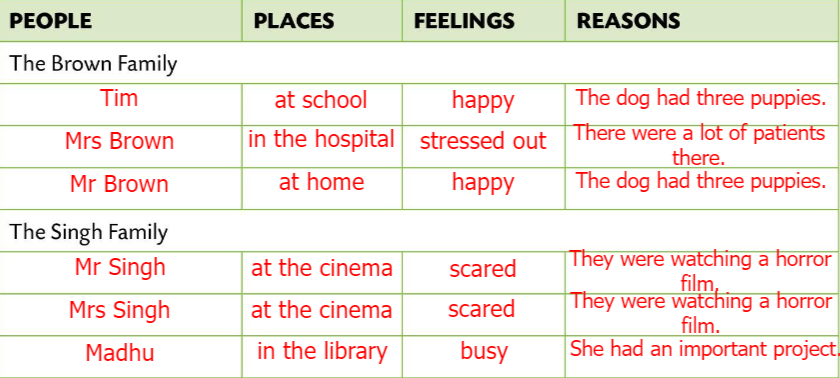 PEOPLE PLACES FEELINGS REASONS
The Brown Family
Tim at school happy The dog had three puppies.
Mrs Brown in the hospital stressed out There were a lot of patients
there.
Mr Brown at home happy The dog had three puppies.
The Singh Family
Mr Singh at the cinema scared They were watching a horror
film.
Mrs Singh at the cinema scared They were watching a horror
film.
Madhu in the library busy She had an important project.